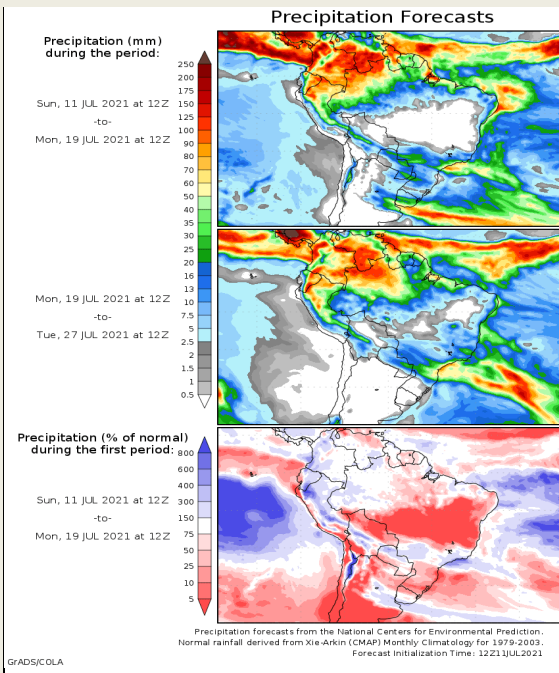 Precipitation Forecasts
Precipitation (mm)
during the period:
Sun, 11 JUL 2021 at 12Z
-to-
Mon, 19 JUL 2021 at 12Z
250
200
175
150
125
100
90
80
70
60
50
40
35
30
25
20
16
13
10
7.5
5
2.5
2
1.5
1
0.5
Mon, 19 JUL 2021 at 12Z
-to-
Tue, 27 JUL 2021 at 12Z
Precipitation (% of normal)
during the first period:
Sun, 11 JUL 2021 at 12Z
-to-
Mon, 19 JUL 2021 at 12Z
800
600
400
300
150
75
50
25
10
5
Precipitation forecasts from the National Centers for Environmental Prediction.
Normal rainfall derived from Xie-Arkin (CMAP) Monthly Climatology for 1979-2003.
Forecast Initialization Time: 12Z11JUL2021
GrADS/COLA